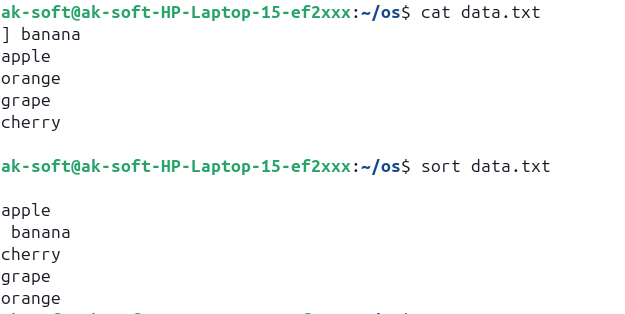 ak-soft@ak-soft-HP-Laptop-15-ef2xxx:~/os$ cat data.txt
] banana
apple
orange
grape
cherry
ak-soft@ak-soft-HP-Laptop-15-ef2xxx:~/os$ sort data.txt
apple
 banana
cherry
grape
orange